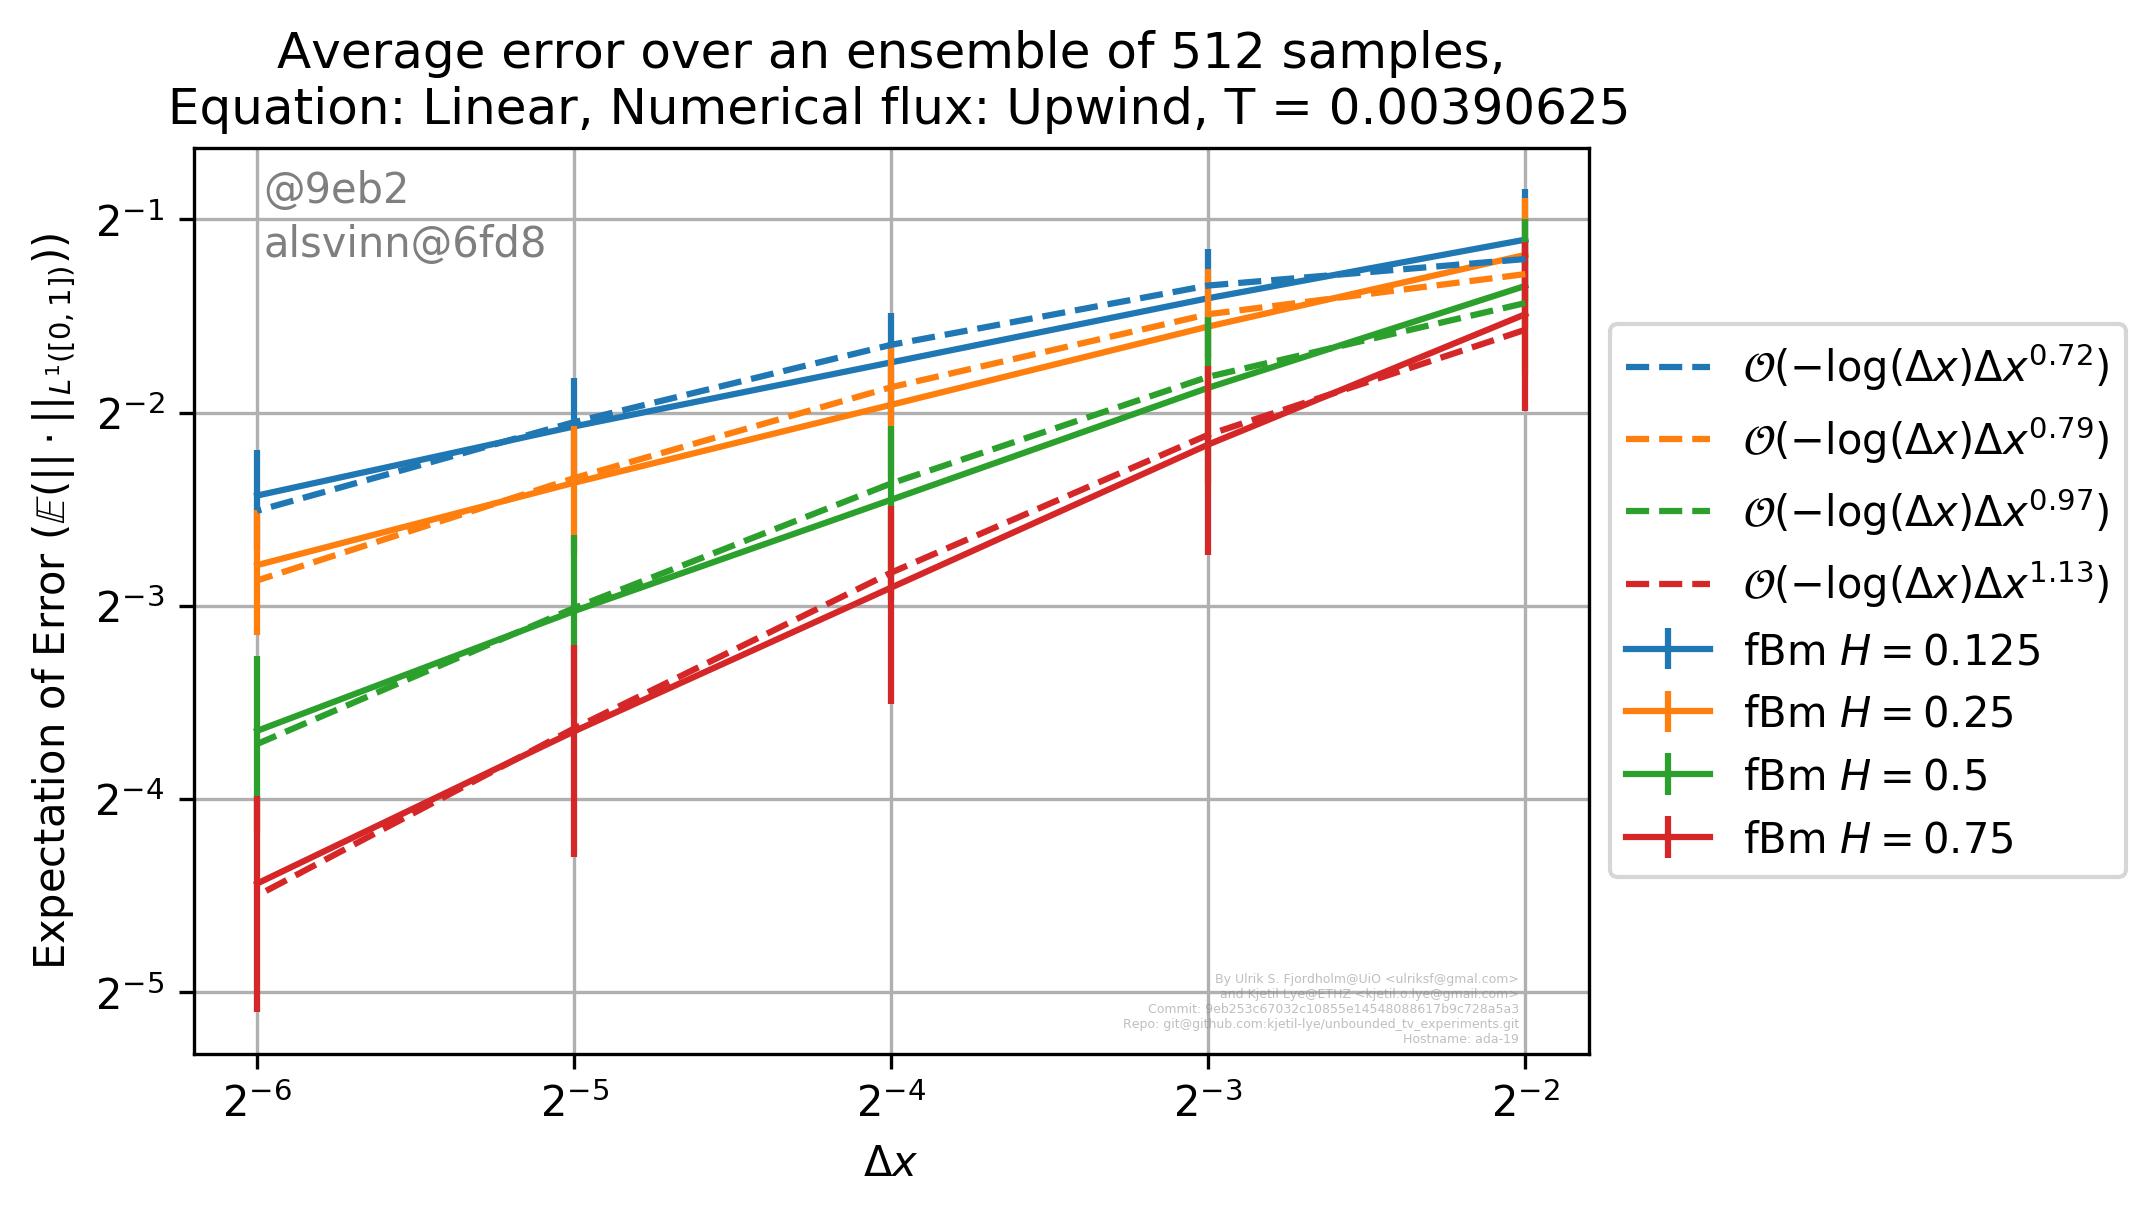 Average error over an ensemble of 512 samples,
Equation: Linear, Numerical flux: Upwind, T = 0.00390625
@9eb2
alsvinn@6fd8
Expectation of Error (𝔼(|| · ||_{L¹([0, 1])}))
2⁻¹
2⁻²
2⁻³
2⁻⁴
2⁻⁵
2⁻⁶ 2⁻⁵ 2⁻⁴ 2⁻³ 2⁻²
Δx
By Ulrik S. Fjordholm@UiO <ulriksf@gmal.com>
and Kjetil Lye@ETHZ <kjetil.o.lye@gmail.com>
Commit: 9eb253c67032c10855e14548088617b9c728a5a3
Repo: git@github.com:kjetil-lye/unbounded_tv_experiments.git
Hostname: ada-19
𝒪(−log(Δx)Δx^{0.72})
𝒪(−log(Δx)Δx^{0.79})
𝒪(−log(Δx)Δx^{0.97})
𝒪(−log(Δx)Δx^{1.13})
fBm H = 0.125
fBm H = 0.25
fBm H = 0.5
fBm H = 0.75